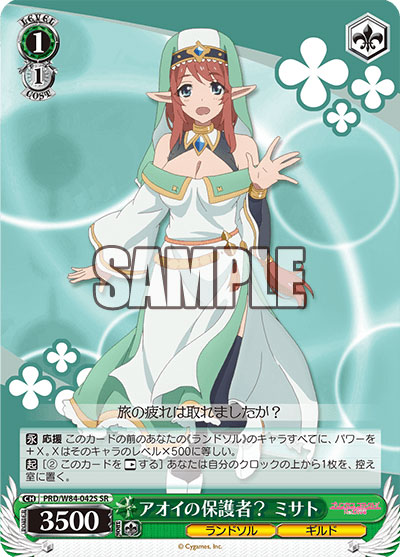 LEVEL
1
1
COST
SAMPLE
旅の疲れは取れましたか?
永 応援 このカードの前のあなたの《ランドソル》のキャラすべてに、パワーを
+X。Xはそのキャラのレベル×500に等しい。
起 [② このカードを する] あなたは自分のクロックの上から1枚を、控え
室に置く。
CH PRD/W84-042S SR
3500
アオイの保護者? ミサト
ランドソル
ギルド
© Cygames, Inc.